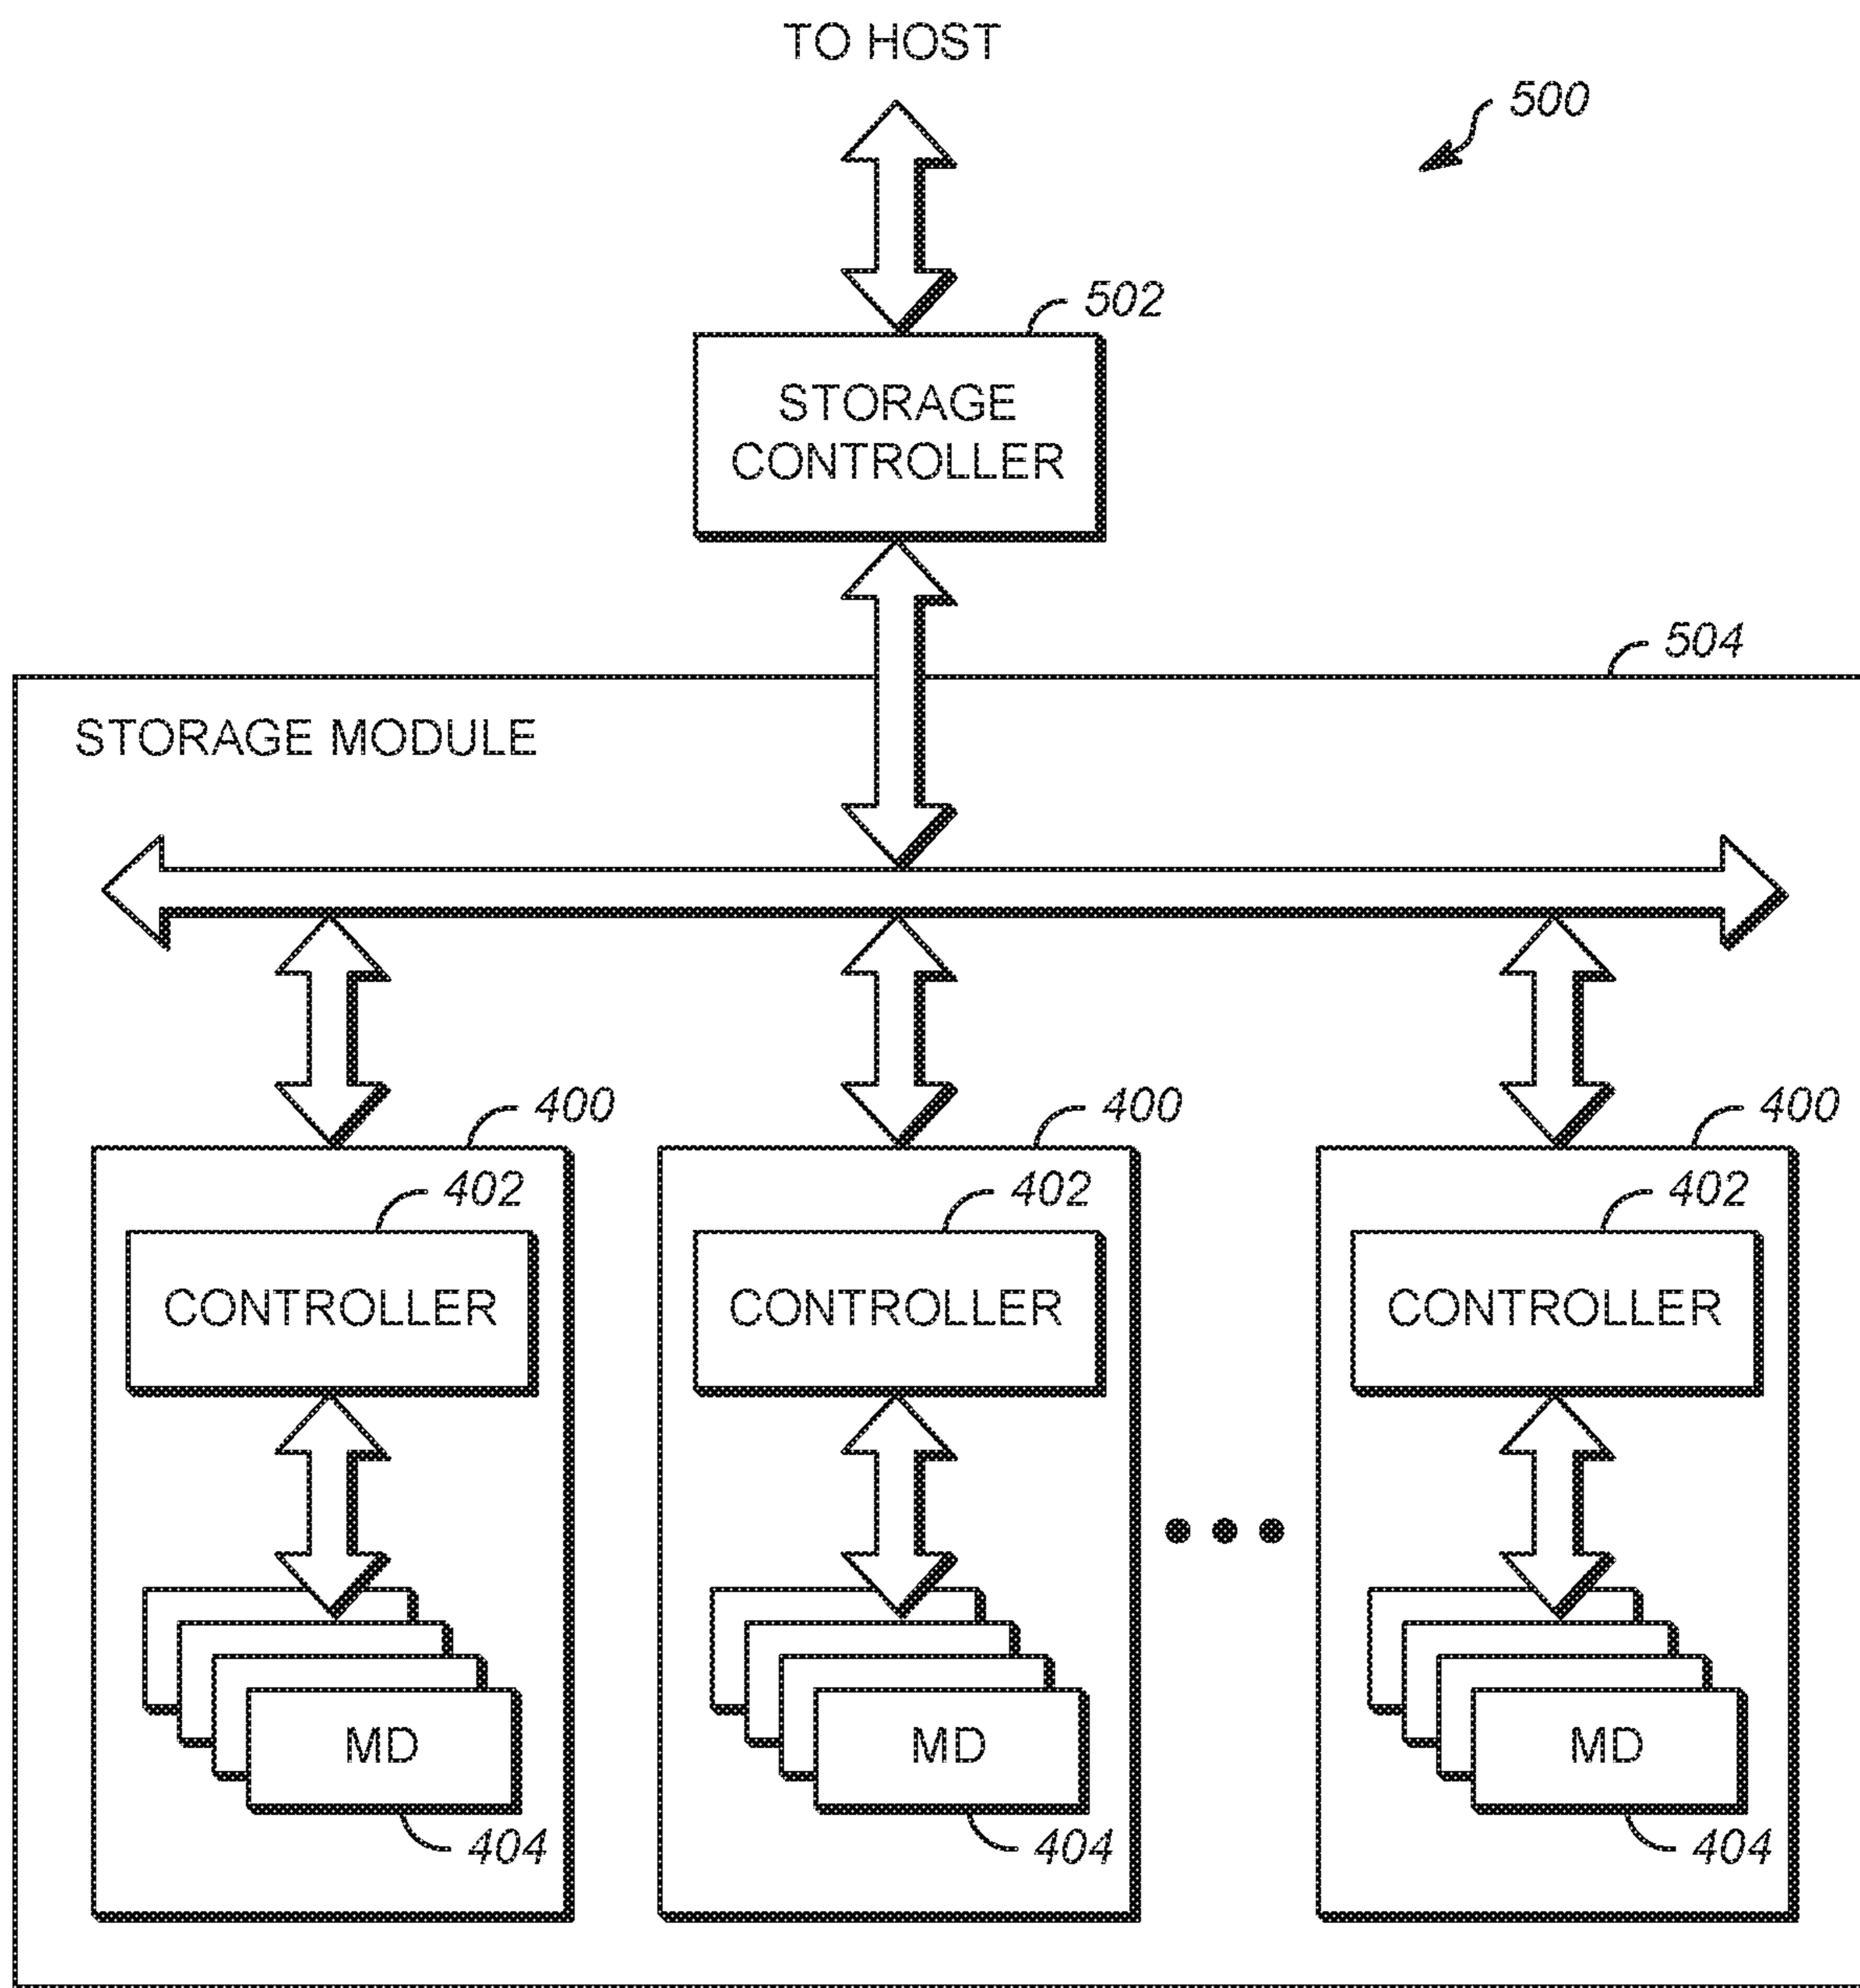 TO HOST
500
502
STORAGE
CONTROLLER
504
STORAGE MODULE
400 400 400
402 402 402
CONTROLLER CONTROLLER CONTROLLER
MD MD MD
404 404 404